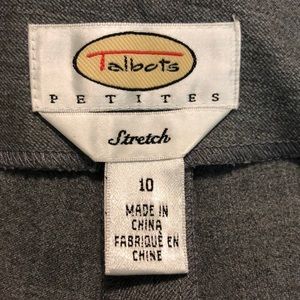 Talbots
PETITES
Stretch
10
MADE IN
CHINA
FABRIQUÉ EN
CHINE